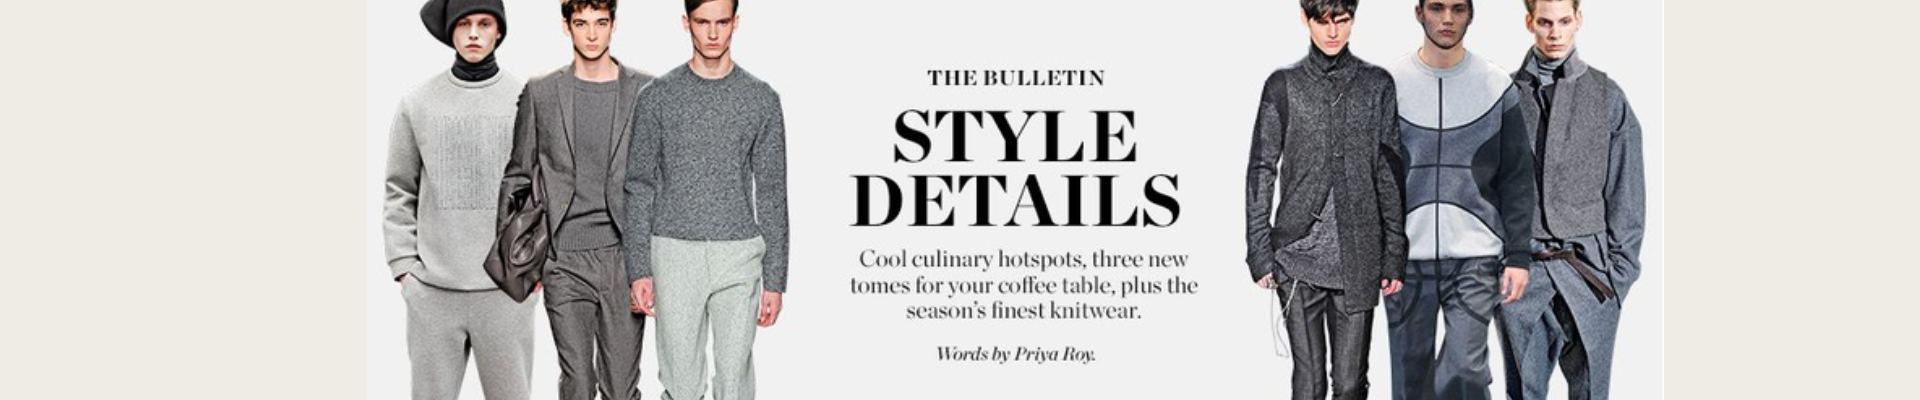 THE BULLETIN
STYLE
DETAILS
Cool culinary hotspots, three new
tomes for your coffee table, plus the
season's finest knitwear.
Words by Priya Roy.